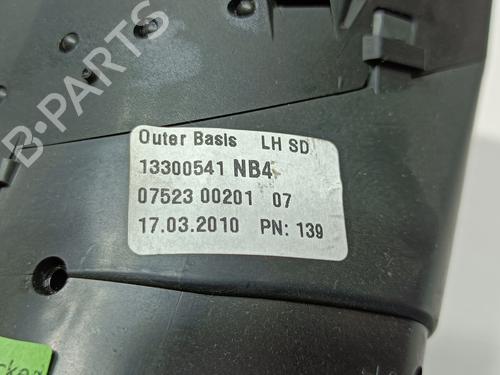 B-PARTS
Outer Basis LH SD
13300541 NB4
07523 00201 07
17.03.2010 PN: 139